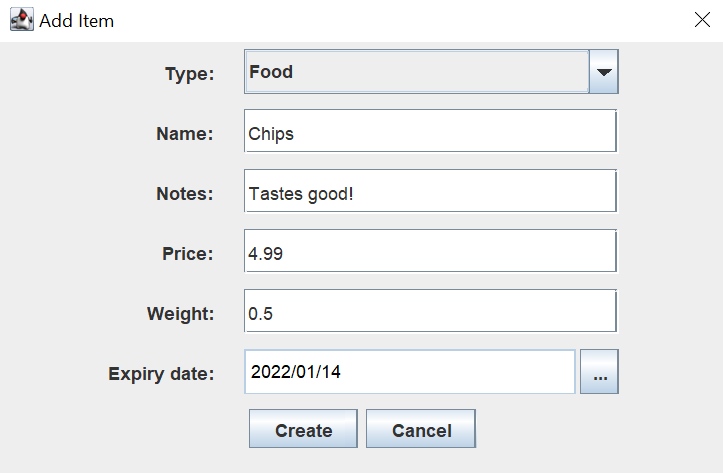 Add Item
Type: Food
Name: Chips
Notes: Tastes good!
Price: 4.99
Weight: 0.5
Expiry date: 2022/01/14 ...
Create Cancel